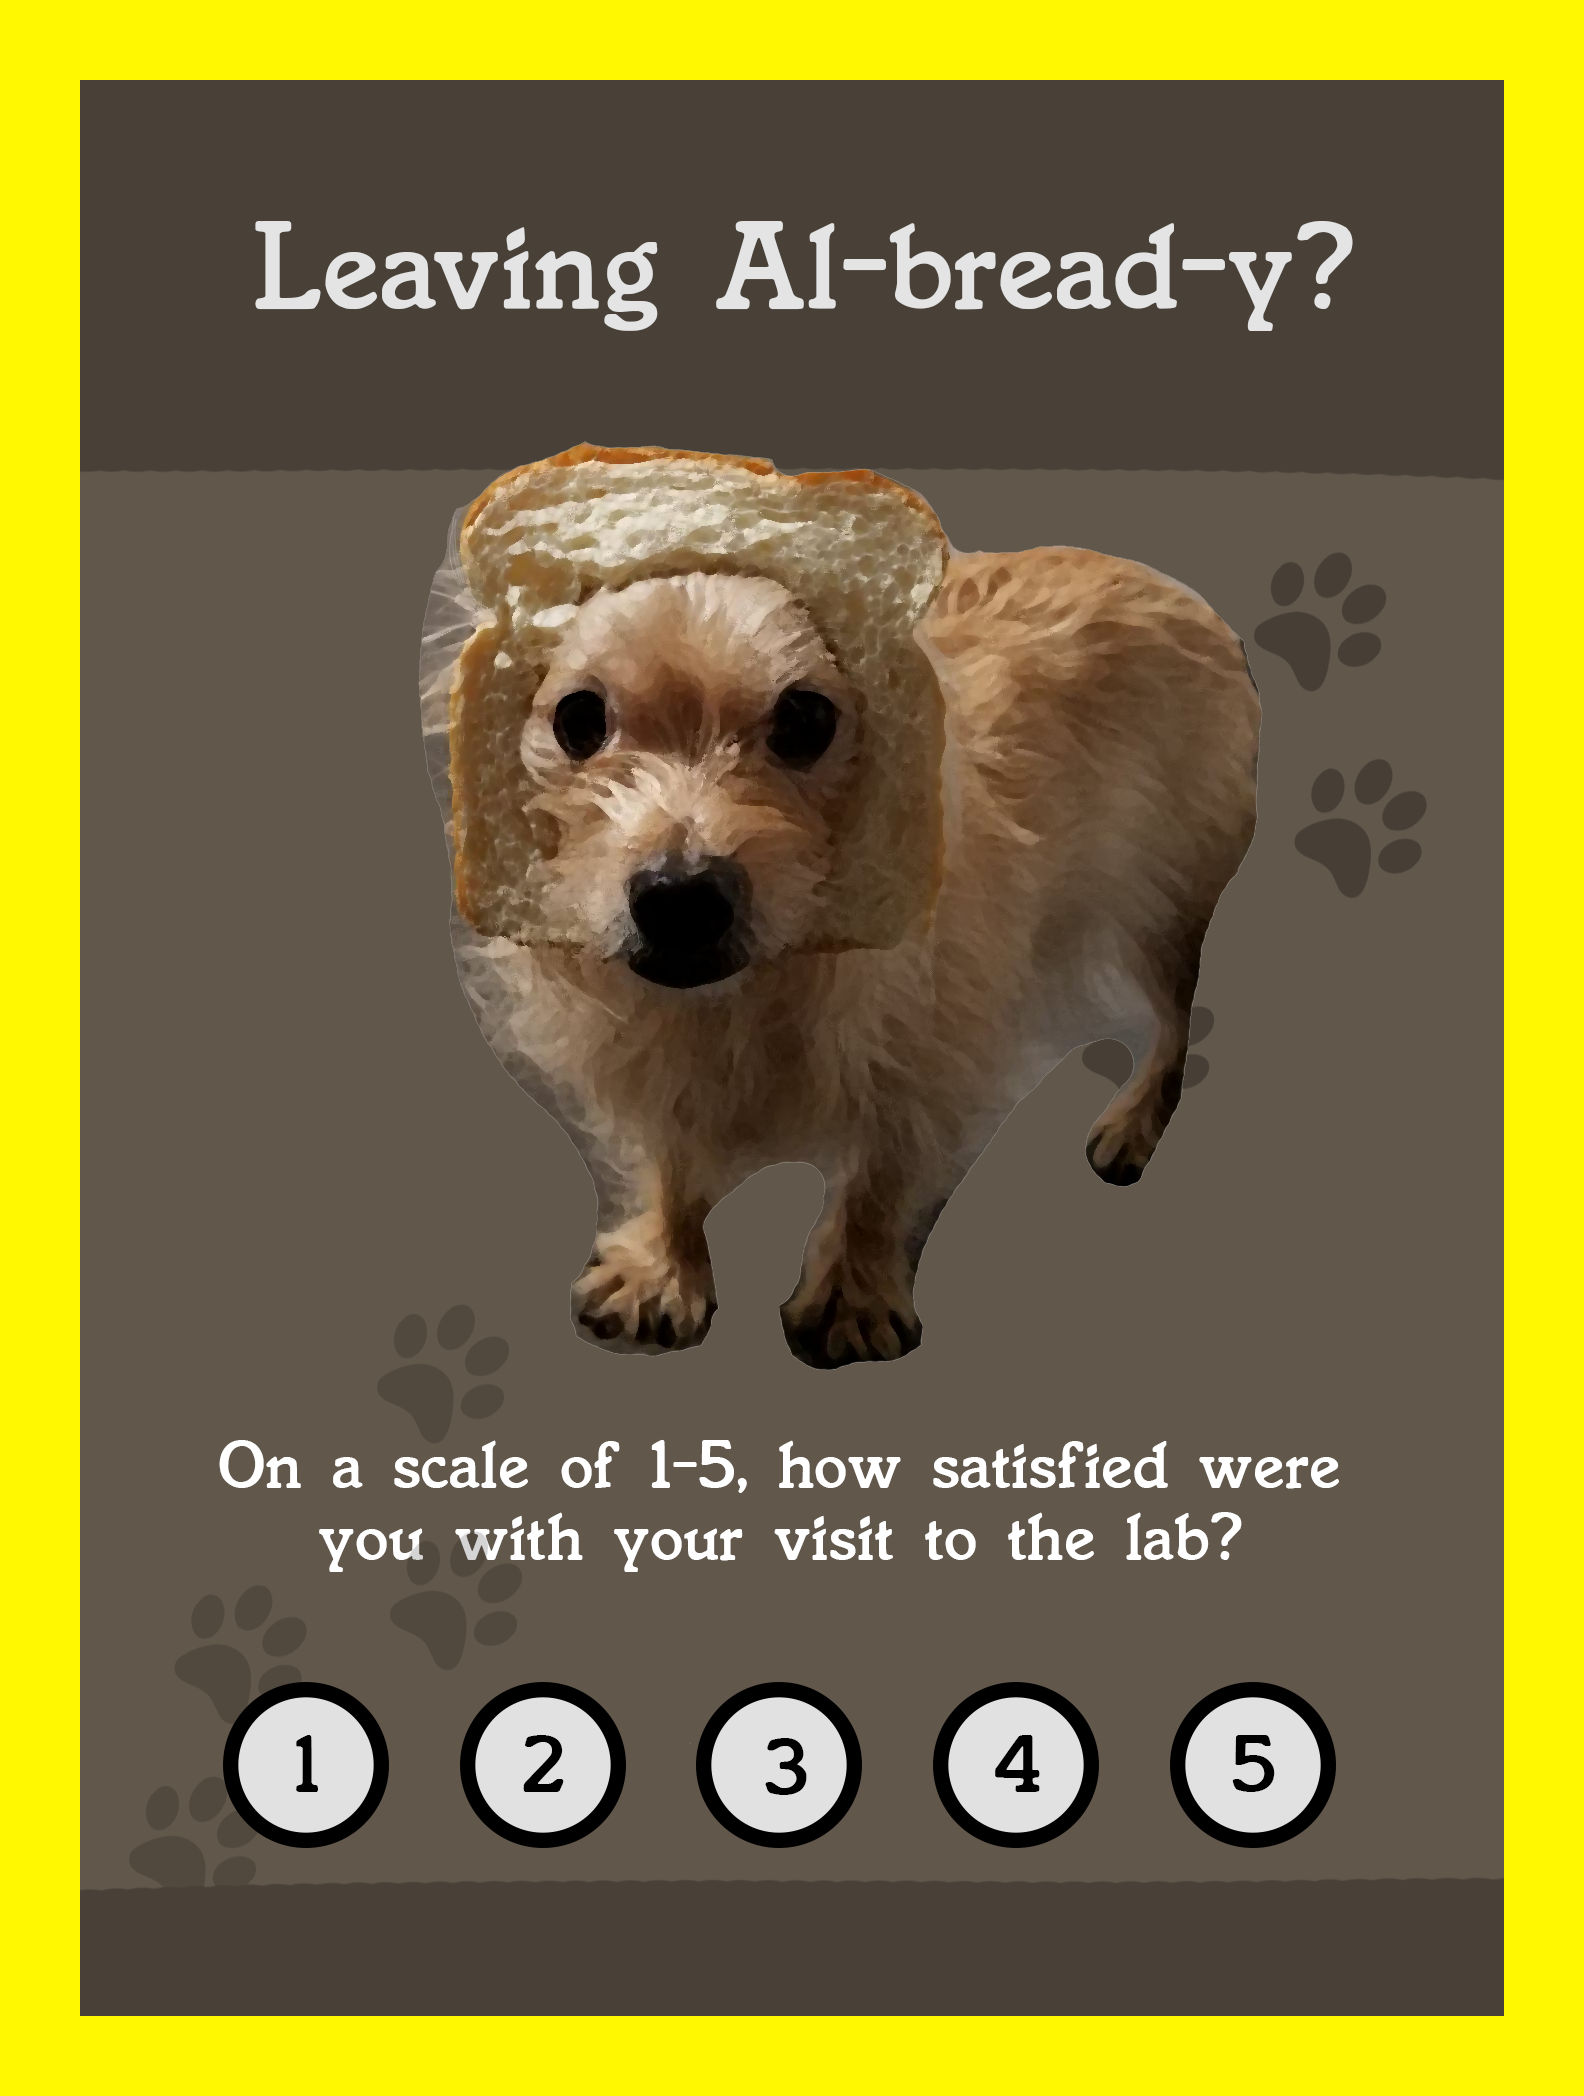 Leaving Al-bread-y?
On a scale of 1-5, how satisfied were
you with your visit to the lab?
1 2 3 4 5